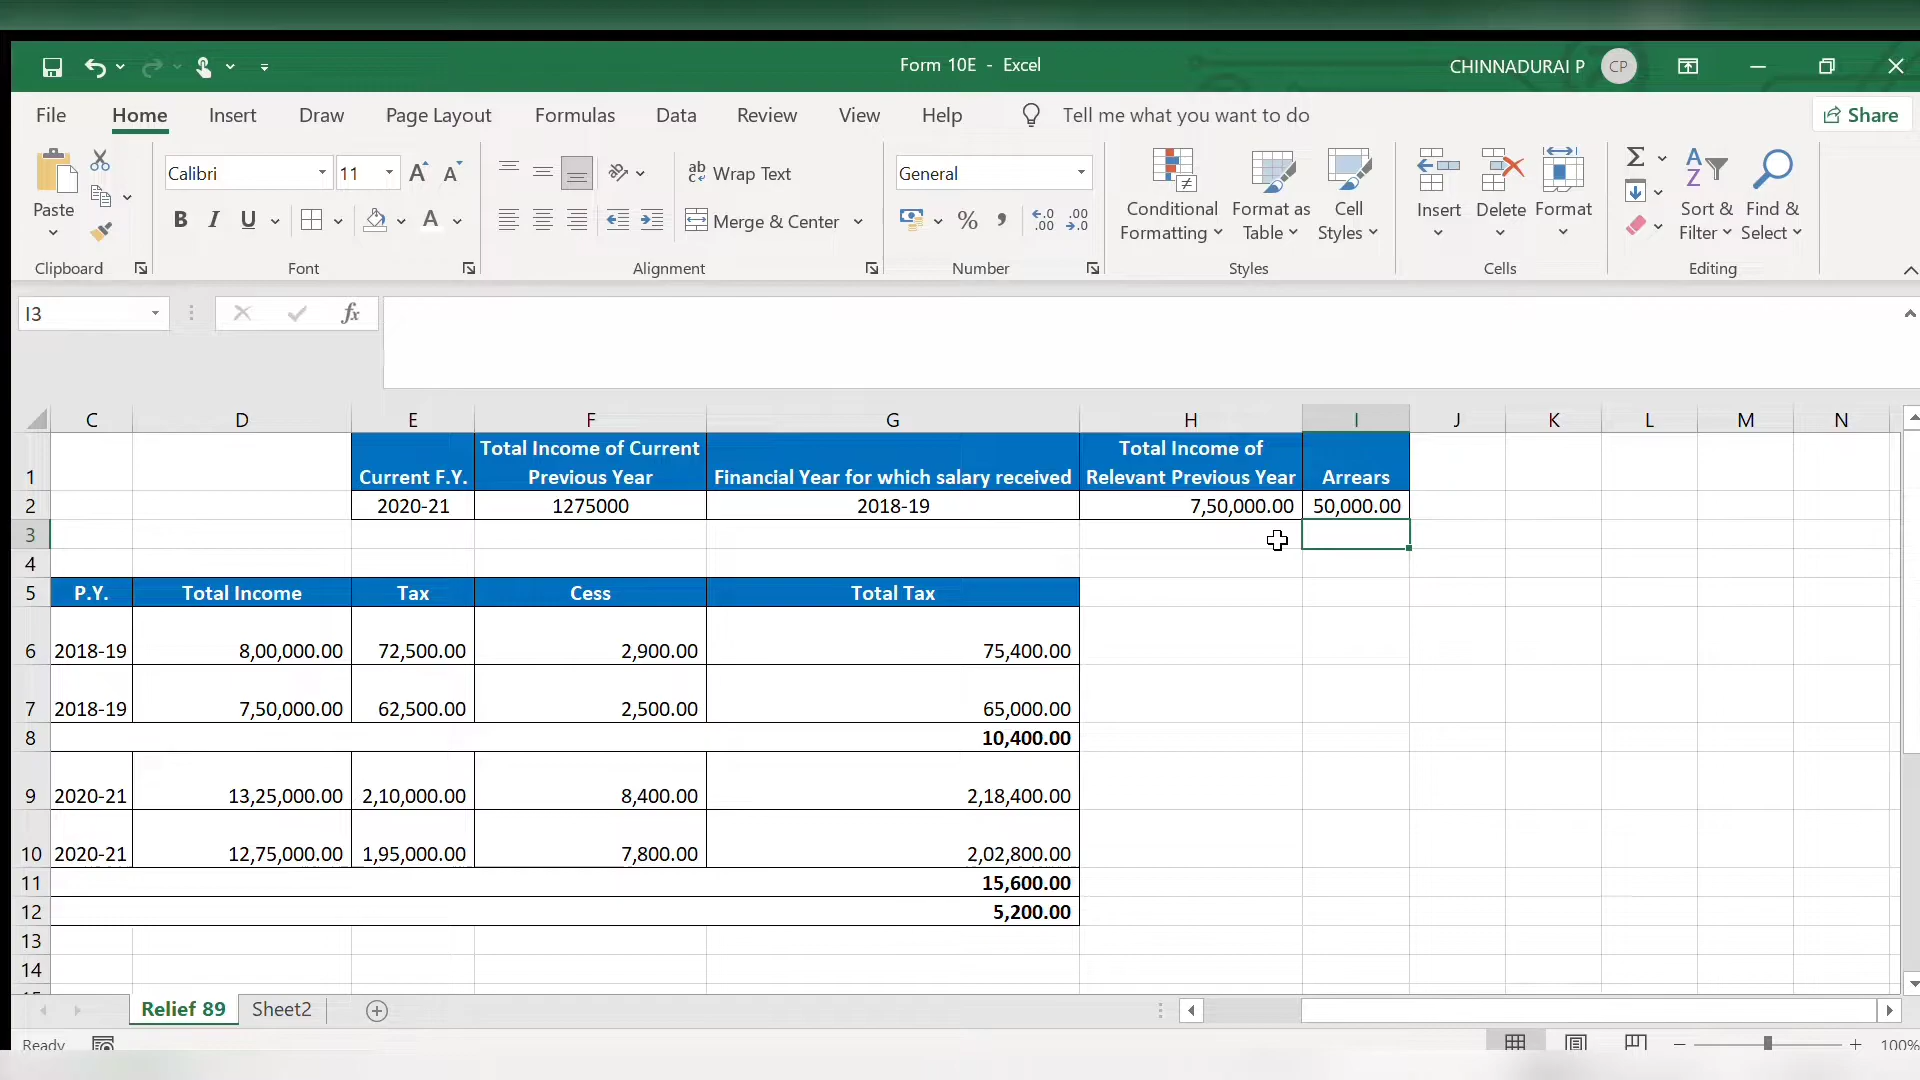 Form 10E - Excel
CHINNADURAI P
CP
File Home Insert Draw Page Layout Formulas Data Review View Help Tell me what you want to do Share
Paste
Clipboard
Calibri 11
B I U A
Font
ab Wrap Text
Merge & Center
Alignment
General
% , .00
Number
Conditional Formatting
Format as Table
Cell Styles
Styles
Insert Delete Format
Cells
Sort & Filter
Find & Select
Editing
I3 fx
C D E F G H I J K L M N
1 Current F.Y. Total Income of Current Previous Year Financial Year for which salary received Total Income of Relevant Previous Year Arrears
2 2020-21 1275000 2018-19 7,50,000.00 50,000.00
3
4
5 P.Y. Total Income Tax Cess Total Tax
6 2018-19 8,00,000.00 72,500.00 2,900.00 75,400.00
7 2018-19 7,50,000.00 62,500.00 2,500.00 65,000.00
8 10,400.00
9 2020-21 13,25,000.00 2,10,000.00 8,400.00 2,18,400.00
10 2020-21 12,75,000.00 1,95,000.00 7,800.00 2,02,800.00
11 15,600.00
12 5,200.00
13
14
Relief 89 Sheet2
Ready
100%